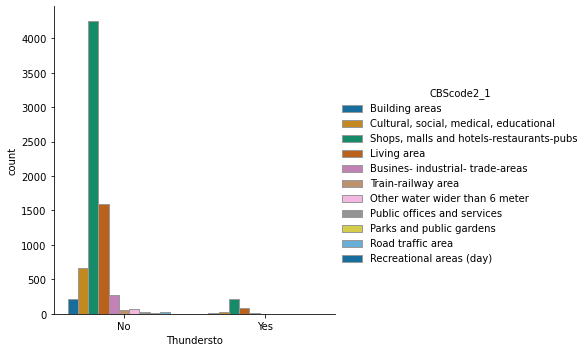 4000
3500
3000
2500
2000
1500
1000
500
0
count
No
Yes
Thundersto
CBScode2_1
Building areas
Cultural, social, medical, educational
Shops, malls and hotels-restaurants-pubs
Living area
Busines- industrial- trade-areas
Train-railway area
Other water wider than 6 meter
Public offices and services
Parks and public gardens
Road traffic area
Recreational areas (day)